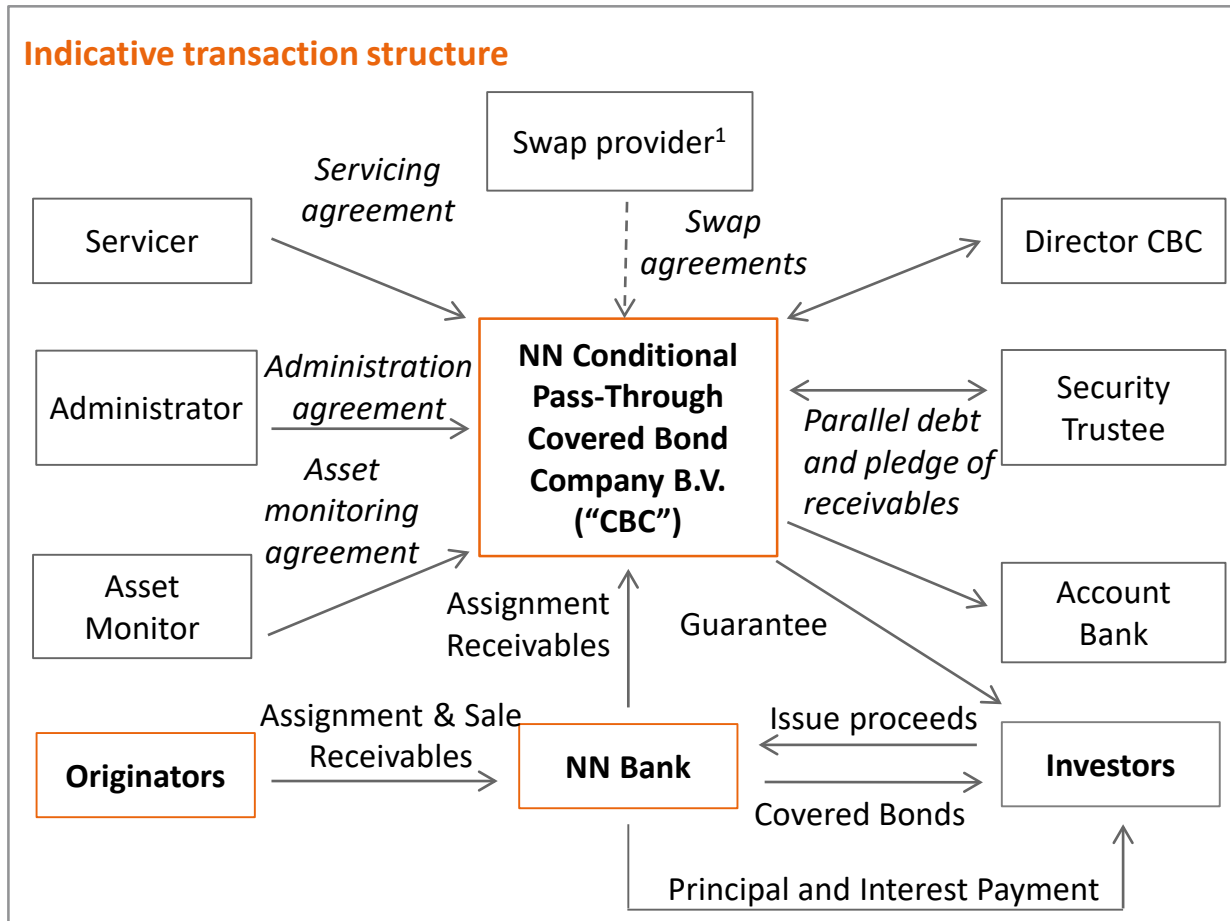 Indicative transaction structure
Swap provider1
Servicing
agreement
Servicer
Swap
agreements
Director CBC
NN Conditional
Pass-Through
Covered Bond
Company B.V.
(“CBC”)
Administrator
Administration
agreement
Security
Trustee
Parallel debt
and pledge of
receivables
Asset
monitoring
agreement
Asset
Monitor
Assignment
Receivables
Guarantee
Account
Bank
Assignment & Sale
Receivables
Issue proceeds
Originators
NN Bank
Investors
Covered Bonds
Principal and Interest Payment